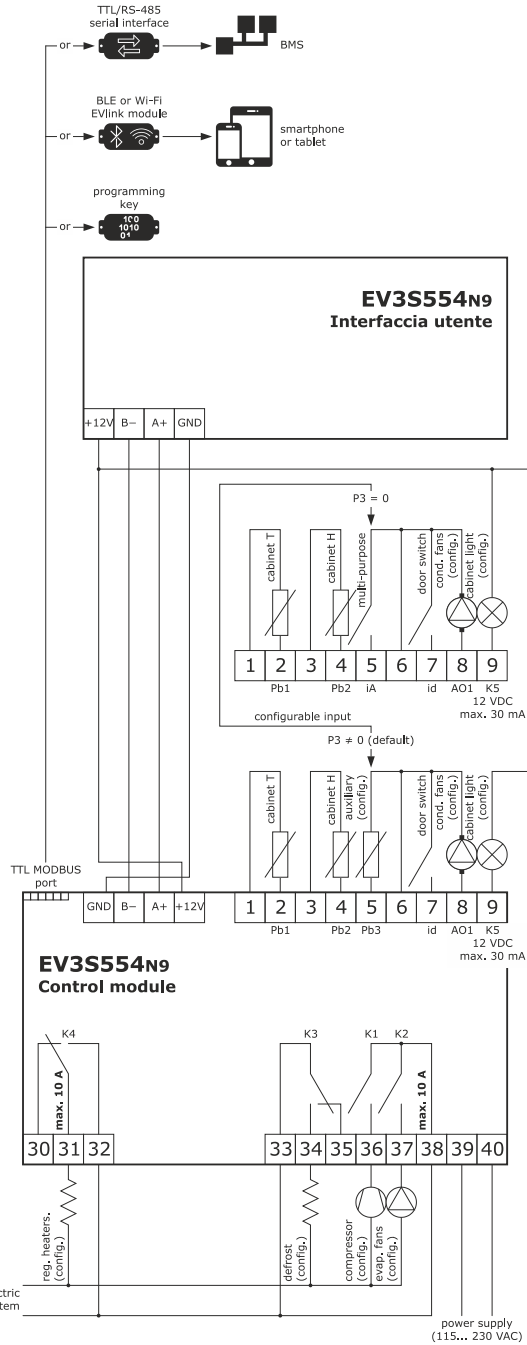 TTL/RS-485
serial interface
or
BMS
BLE or Wi-Fi
EVlink module
or
smartphone
or tablet
programming
key
or
100
1010
01
EV3S554N9
Interfaccia utente
+12V B− A+ GND
P3 = 0
cabinet T
cabinet H
multi-purpose
door switch
cond. fans
(config.)
cabinet light
(config.)
1 2 3 4 5 6 7 8 9
Pb1 Pb2 iA id AO1 K5
12 VDC
max. 30 mA
configurable input
P3 ≠ 0 (default)
cabinet T
cabinet H
auxiliary
(config.)
door switch
cond. fans
(config.)
cabinet light
(config.)
TTL MODBUS
port
GND B− A+ +12V
1 2 3 4 5 6 7 8 9
Pb1 Pb2 Pb3 id AO1 K5
12 VDC
max. 30 mA
EV3S554N9
Control module
K4 K3 K1 K2
max. 10 A
max. 10 A
30 31 32 33 34 35 36 37 38 39 40
reg. heaters.
(config.)
defrost
(config.)
compressor
(config.)
evap. fans
(config.)
ctric
tem
power supply
(115... 230 VAC)